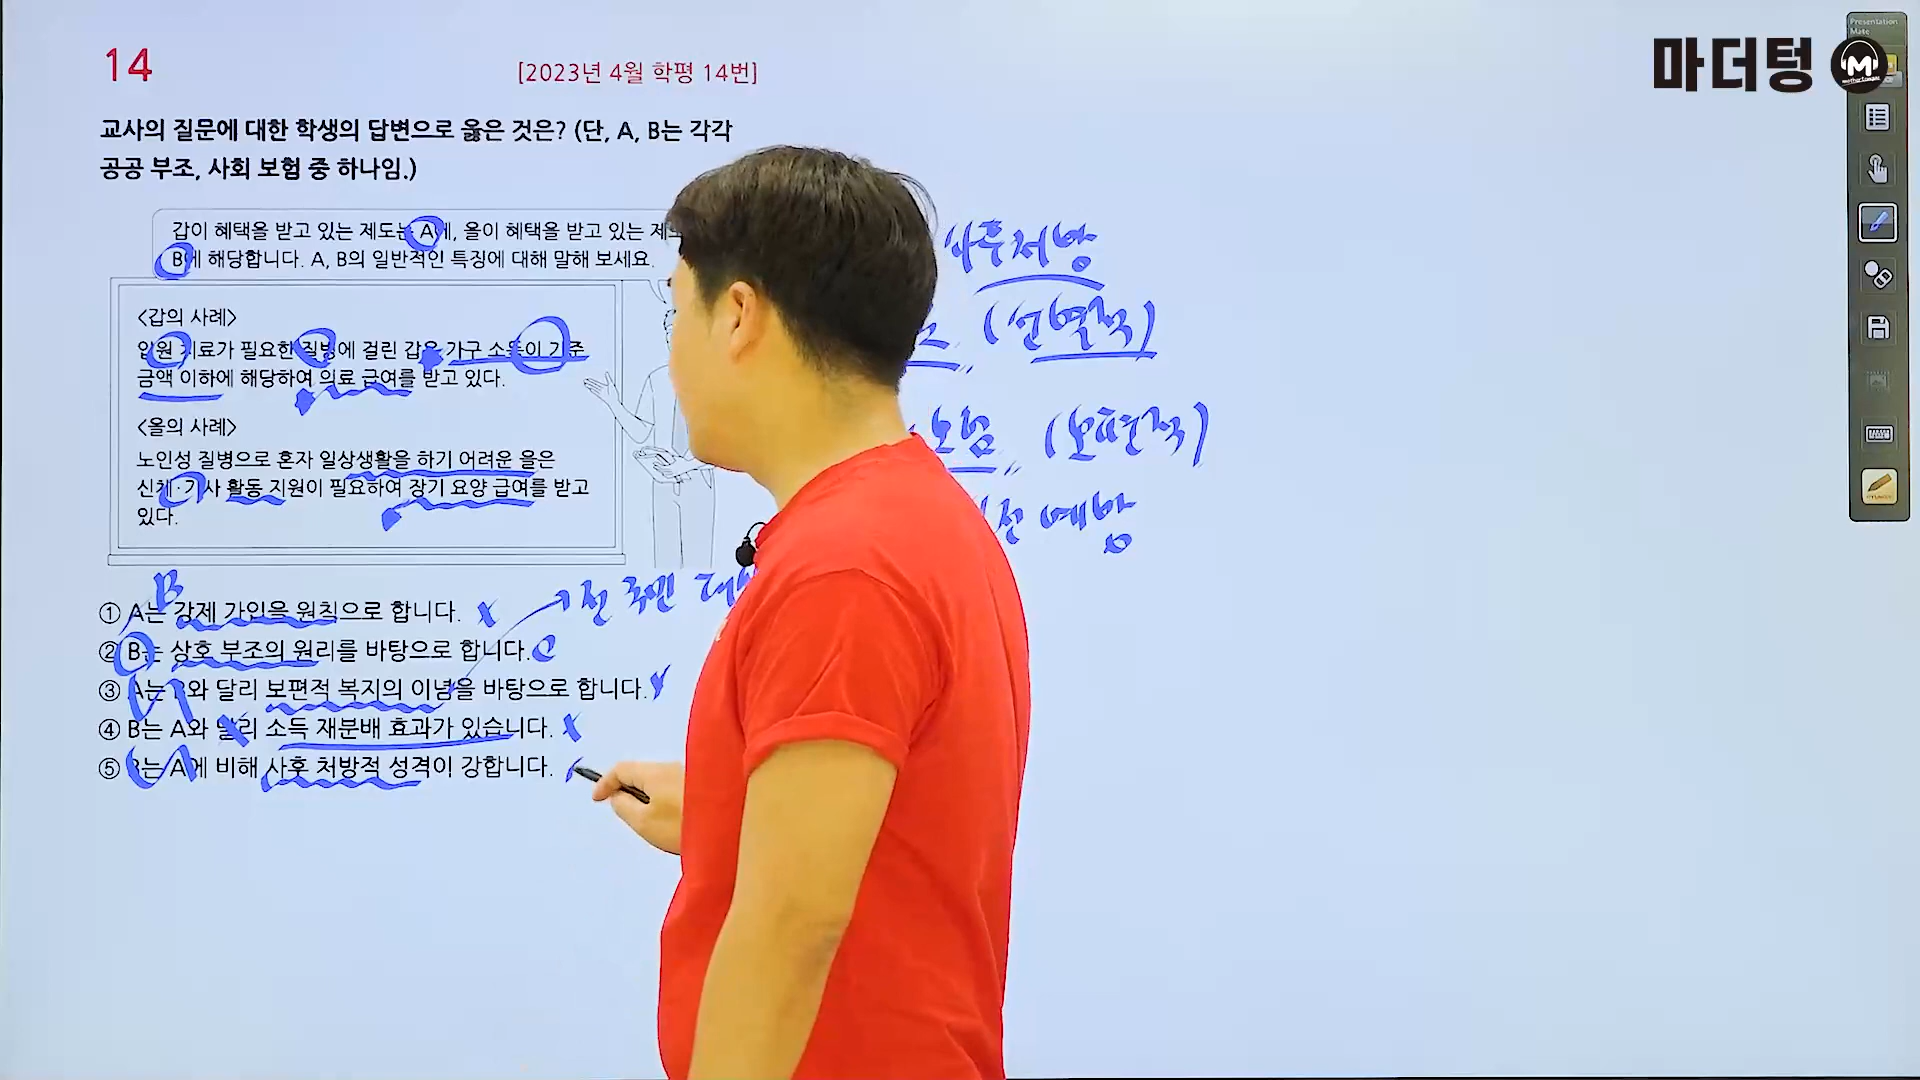 14
[2023년 4월 학평 14번]
마더텅
Presentation
Mate
교사의 질문에 대한 학생의 답변으로 옳은 것은? (단, A, B는 각각
공공 부조, 사회 보험 중 하나임.)
갑이 혜택을 받고 있는 제도는 A에, 을이 혜택을 받고 있는
B에 해당합니다. A, B의 일반적인 특징에 대해 말해 보세요.
<갑의 사례>
입원 치료가 필요한 질병에 걸린 갑은 가구 소득이 기준
금액 이하에 해당하여 의료 급여를 받고 있다.
<을의 사례>
노인성 질병으로 혼자 일상생활을 하기 어려운 을은
신체·가사 활동 지원이 필요하여 장기 요양 급여를 받고
있다.
사후처방
(선별적)
보험 (보편적)
예방
B
전 국민
① A는 강제 가입을 원칙으로 합니다. X
② B는 상호 부조의 원리를 바탕으로 합니다.
③ A는 B와 달리 보편적 복지의 이념을 바탕으로 합니다.
④ B는 A와 달리 소득 재분배 효과가 있습니다. X
⑤ B는 A에 비해 사후 처방적 성격이 강합니다.